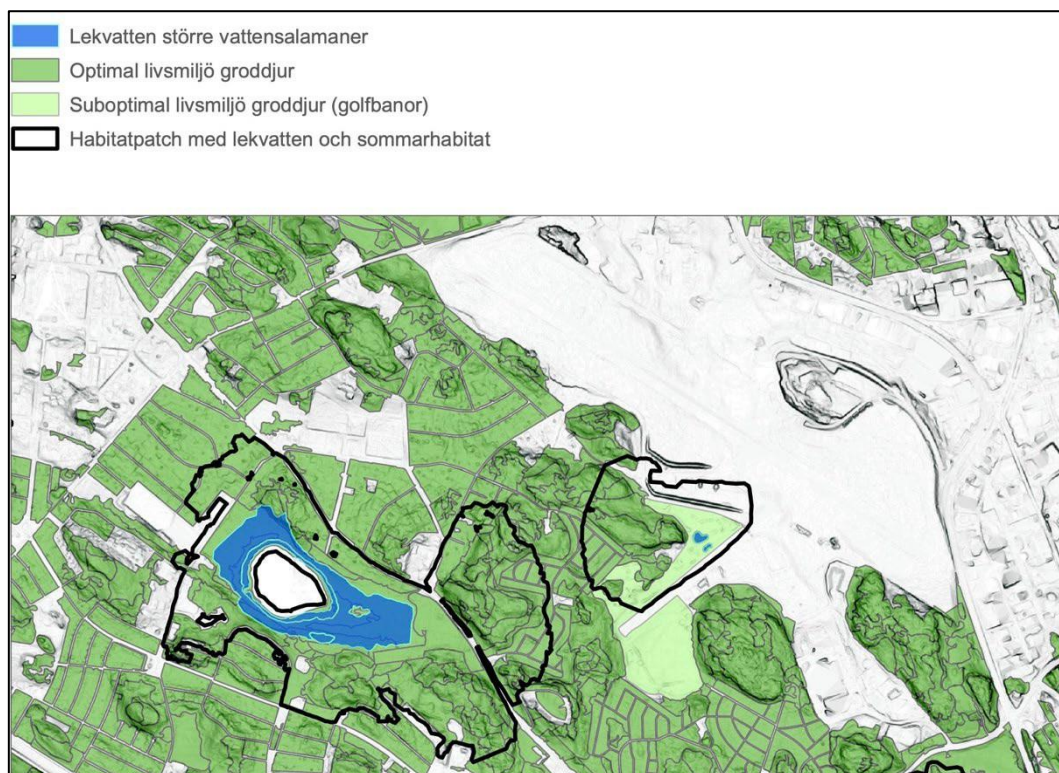 Lekvatten större vattensalamaner
Optimal livsmiljö groddjur
Suboptimal livsmiljö groddjur (golfbanor)
Habitatpatch med lekvatten och sommarhabitat